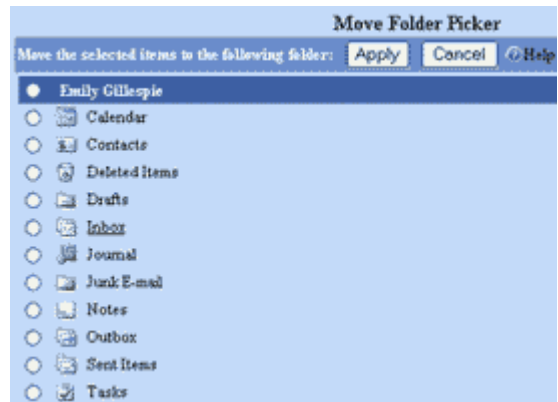 Move Folder Picker
Move the selected items to the following folder: Apply Cancel Help
Emily Gillespie
Calendar
Contacts
Deleted Items
Drafts
Inbox
Journal
Junk E-mail
Notes
Outbox
Sent Items
Tasks